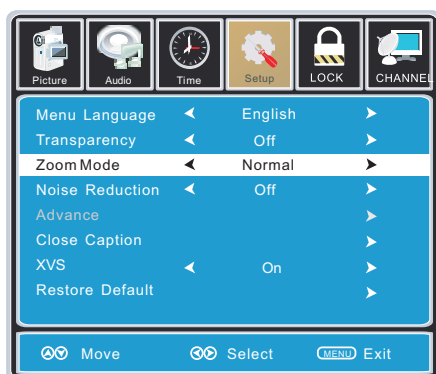 Picture Audio Time Setup LOCK CHANNEL
Menu Language English
Transparency Off
Zoom Mode Normal
Noise Reduction Off
Advance
Close Caption
XVS On
Restore Default
Move Select MENU Exit